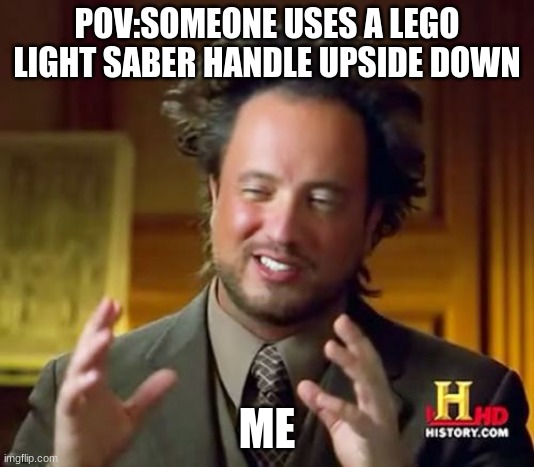 POV:SOMEONE USES A LEGO
LIGHT SABER HANDLE UPSIDE DOWN
ME
H HD
HISTORY.COM
imgflip.com